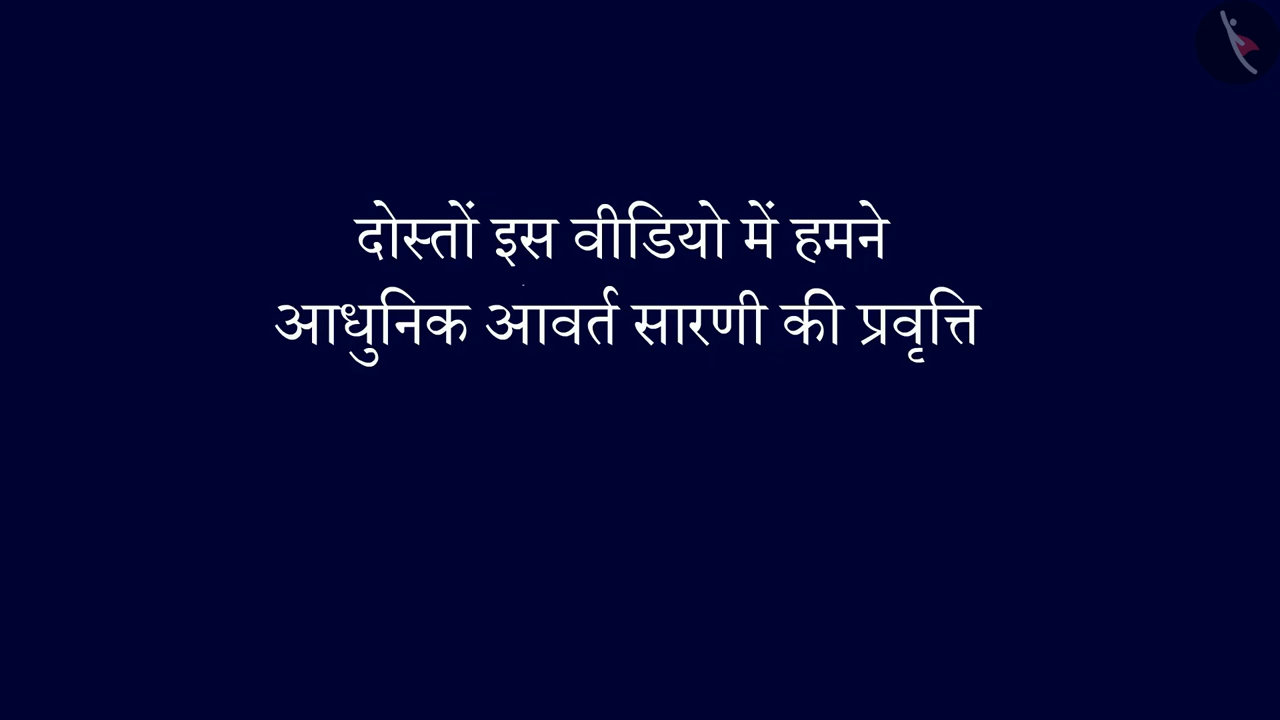 दोस्तों इस वीडियो में हमने
आधुनिक आवर्त सारणी की प्रवृत्ति